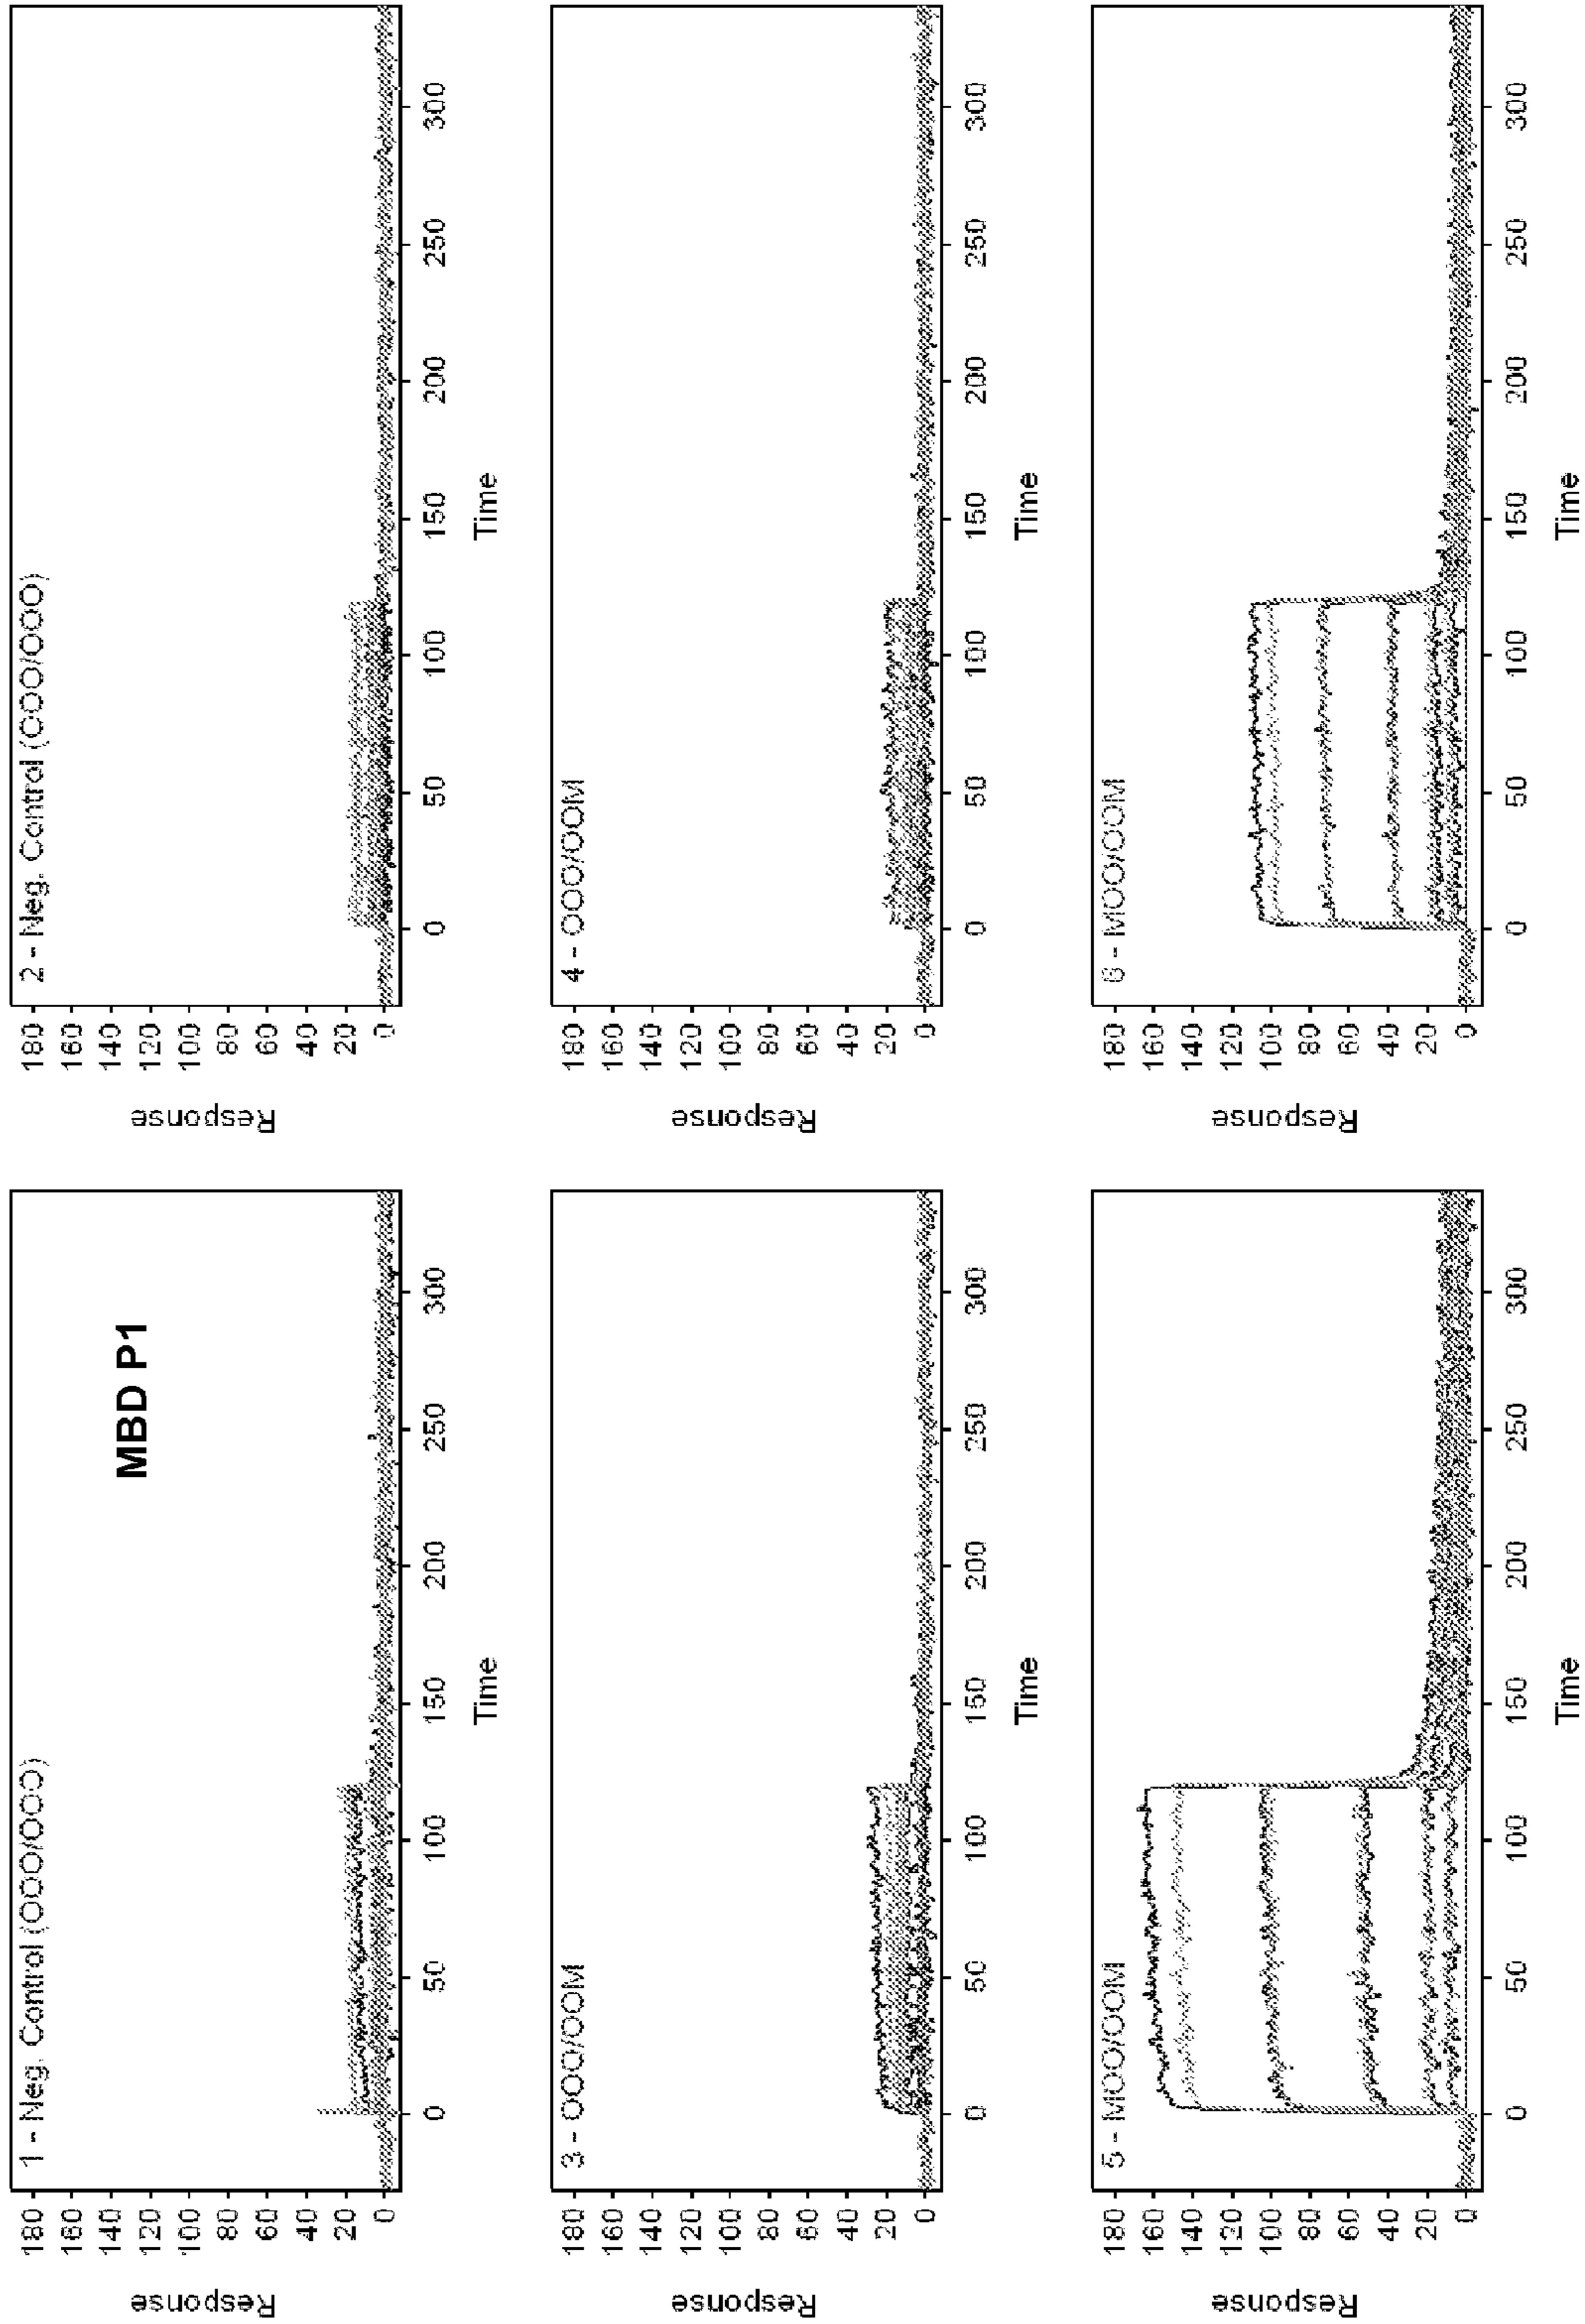 1 - Neg. Control (OOO/OOO)
MBD P1
Response
180
160
140
120
100
80
60
40
20
0
0 50 100 150 200 250 300
Time
2 - Neg. Control (OOO/OOO)
Response
180
160
140
120
100
80
60
40
20
0
0 50 100 150 200 250 300
Time
3 - OOO/OOM
Response
180
160
140
120
100
80
60
40
20
0
0 50 100 150 200 250 300
Time
4 - OOO/OOM
Response
180
160
140
120
100
80
60
40
20
0
0 50 100 150 200 250 300
Time
5 - MOO/OOM
Response
180
160
140
120
100
80
60
40
20
0
0 50 100 150 200 250 300
Time
6 - MOO/OOM
Response
180
160
140
120
100
80
60
40
20
0
0 50 100 150 200 250 300
Time